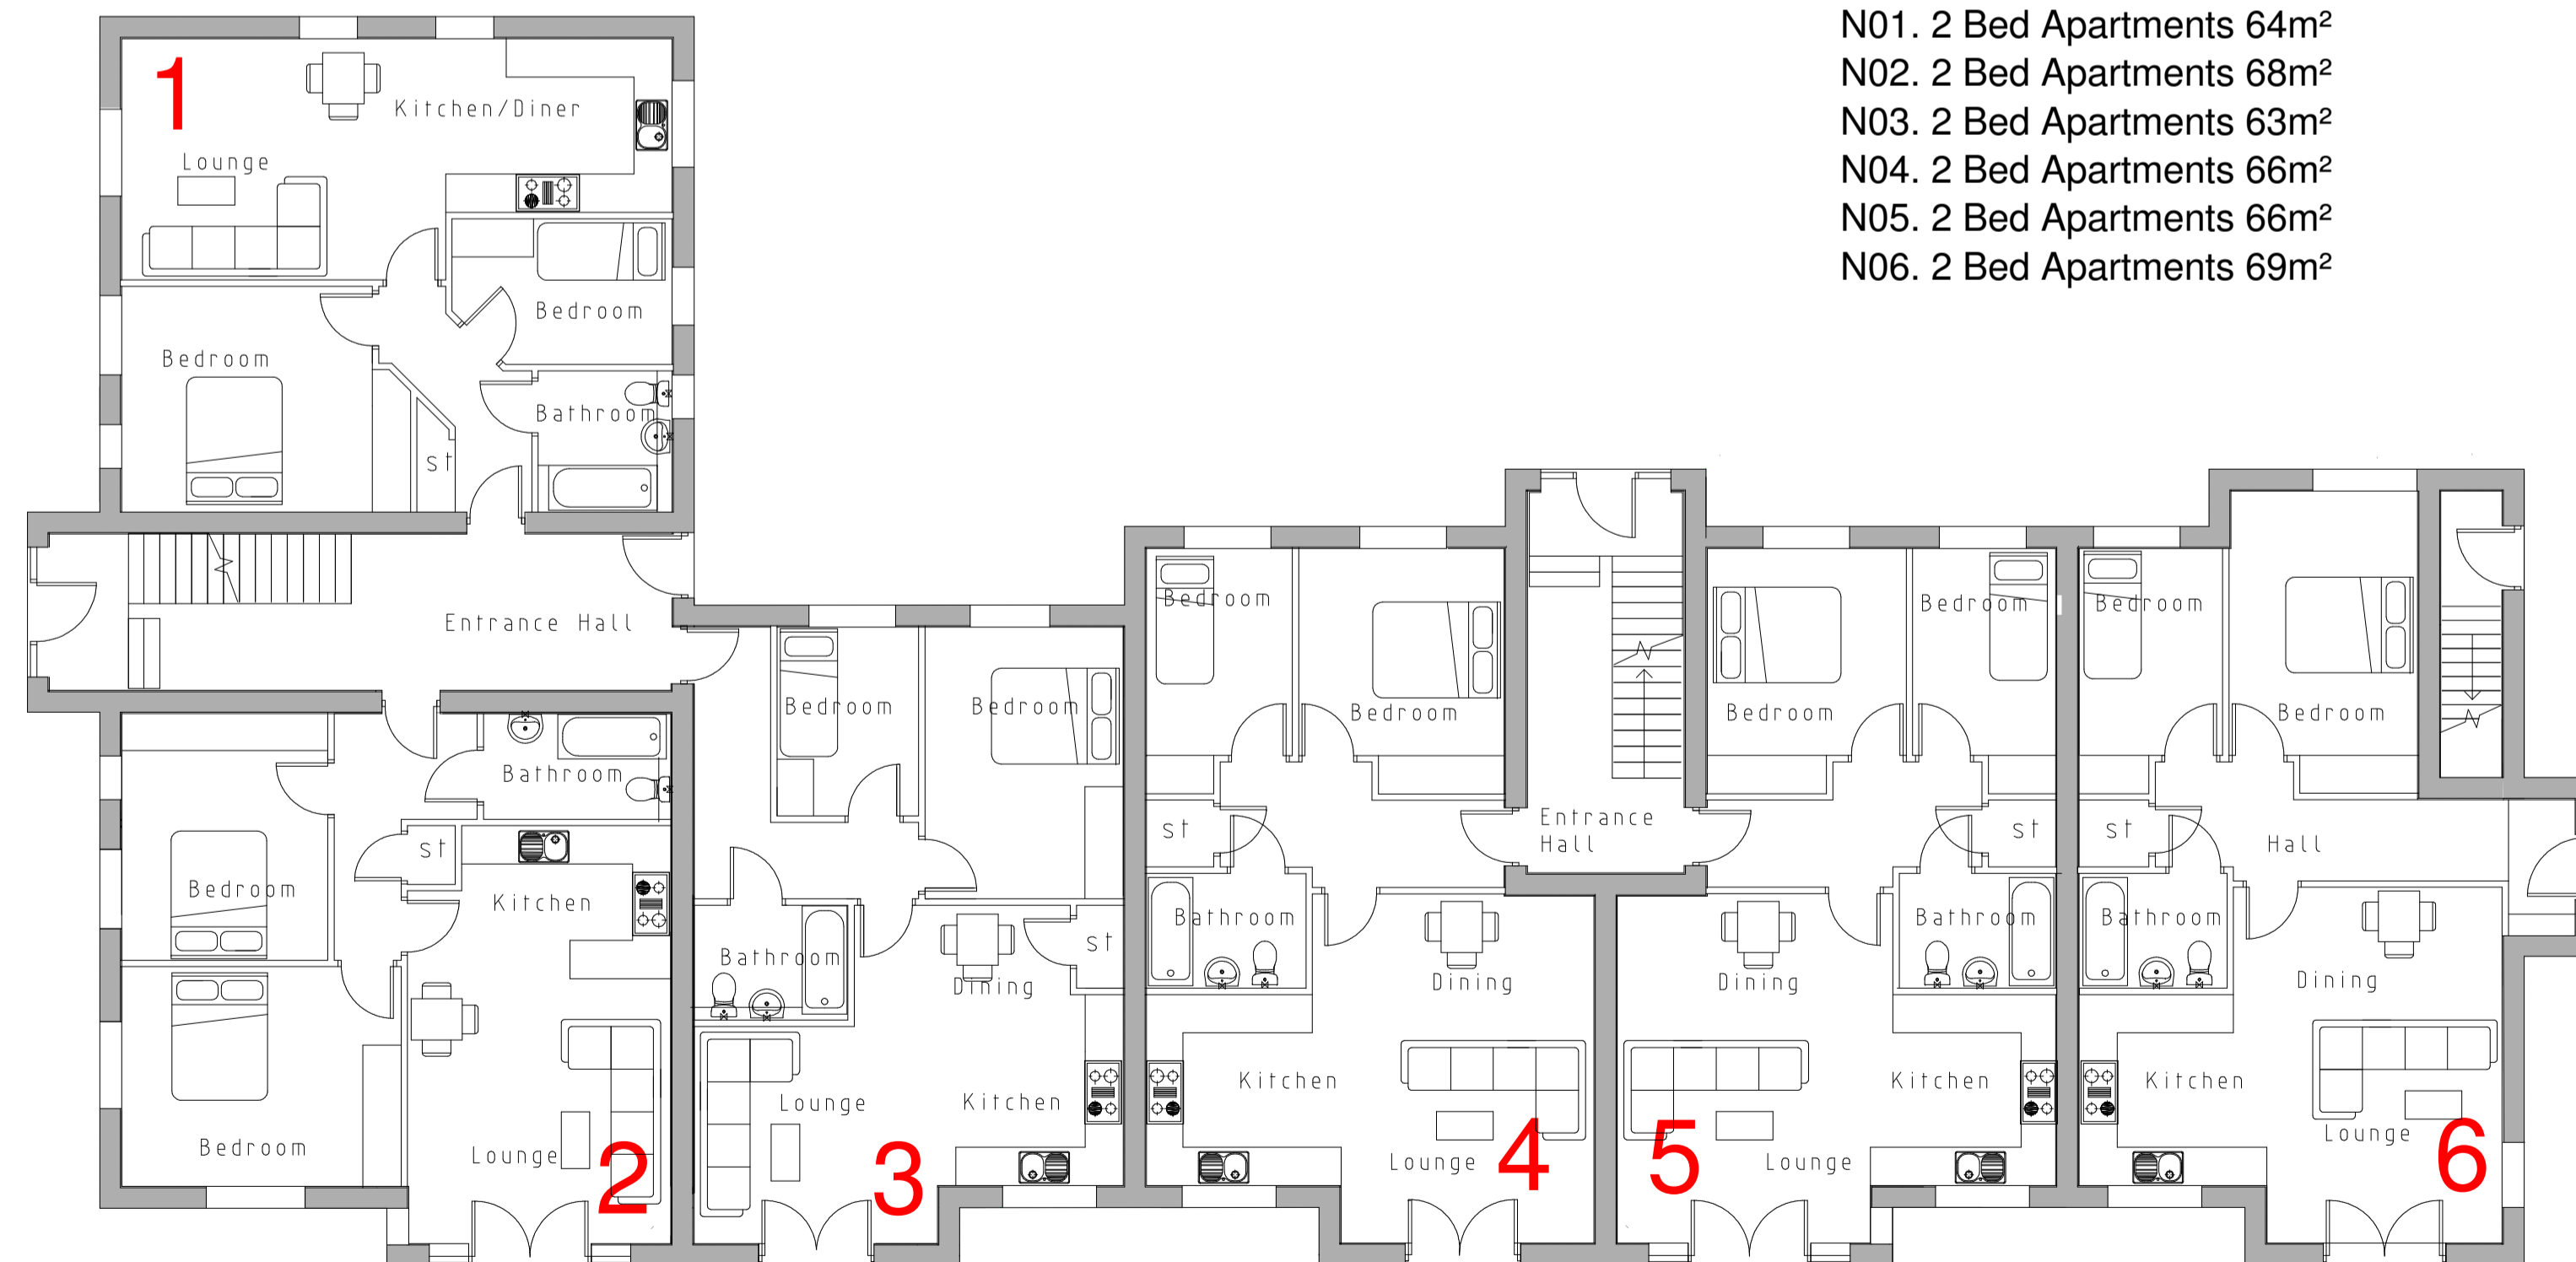 N01. 2 Bed Apartments 64m²
N02. 2 Bed Apartments 68m²
N03. 2 Bed Apartments 63m²
N04. 2 Bed Apartments 66m²
N05. 2 Bed Apartments 66m²
N06. 2 Bed Apartments 69m²
1
Kitchen/Diner
Lounge
Bedroom
Bedroom
Bathroom
st
Entrance Hall
Bathroom
st
Bedroom
Kitchen
Bedroom
Lounge
2
Bedroom
Bedroom
Bathroom
st
Dining
Lounge
Kitchen
3
Bedroom
Bedroom
st
Bathroom
Dining
Kitchen
Lounge
4
Entrance
Hall
Bedroom
Bedroom
st
Bathroom
Dining
Kitchen
Lounge
5
Bedroom
Bedroom
st
Hall
Bathroom
Dining
Kitchen
Lounge
6